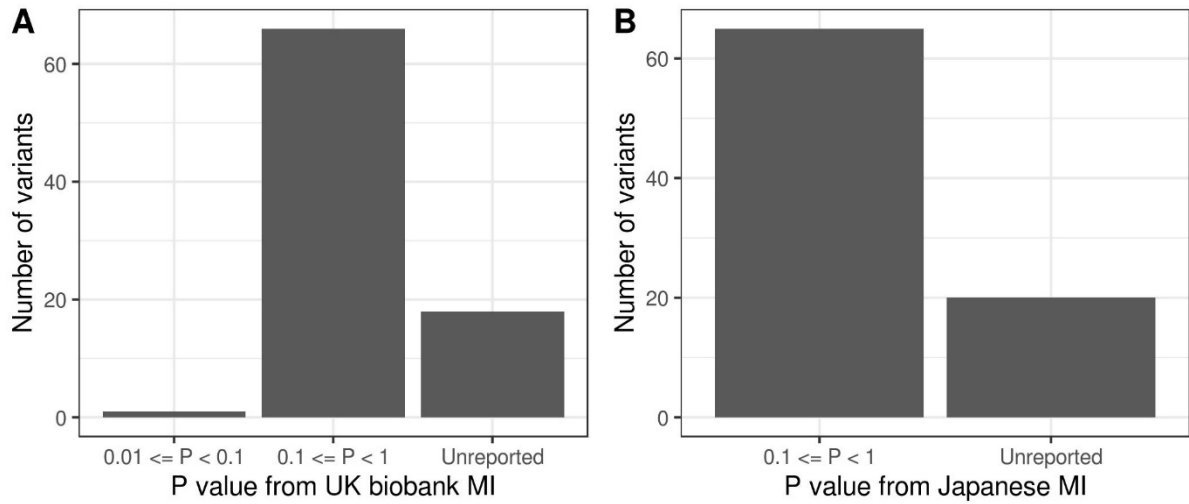 A
Number of variants
60
40
20
0
0.01 <= P < 0.1
0.1 <= P < 1
Unreported
P value from UK biobank MI
B
Number of variants
60
40
20
0
0.1 <= P < 1
Unreported
P value from Japanese MI